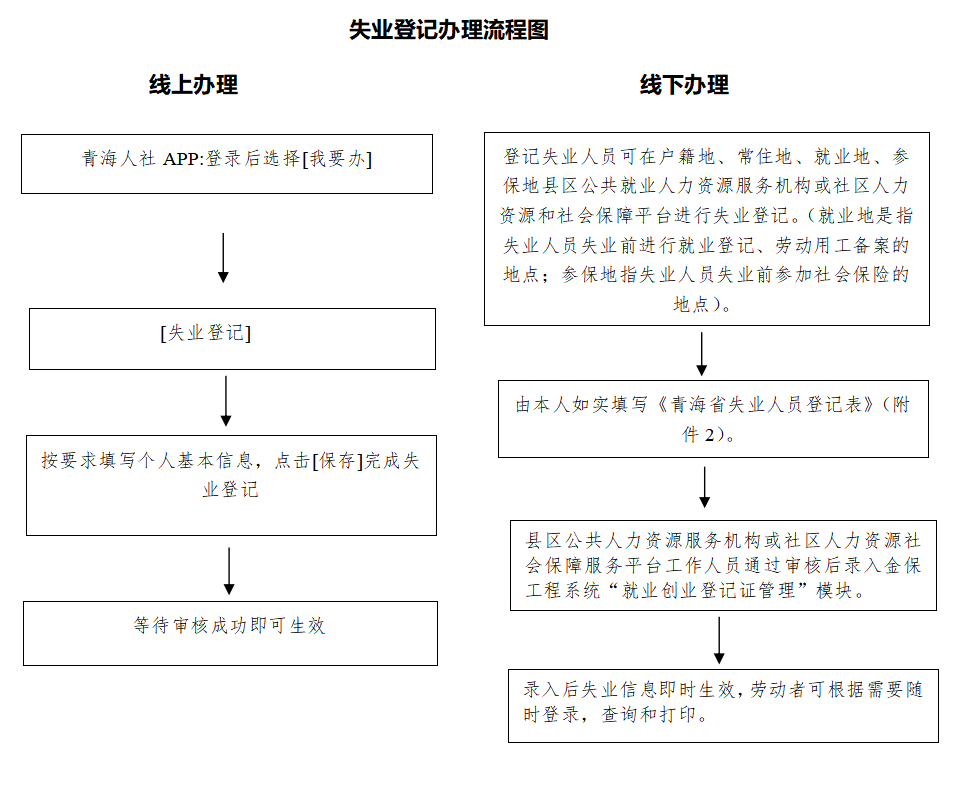 失业登记办理流程图
线上办理
青海人社 APP:登录后选择[我要办]
[失业登记]
按要求填写个人基本信息，点击[保存]完成失
业登记
等待审核成功即可生效
线下办理
登记失业人员可在户籍地、常住地、就业地、参
保地县区公共就业人力资源服务机构或社区人力
资源和社会保障平台进行失业登记。（就业地是指
失业人员失业前进行就业登记、劳动用工备案的
地点；参保地指失业人员失业前参加社会保险的
地点）。
由本人如实填写《青海省失业人员登记表》（附
件 2）。
县区公共人力资源服务机构或社区人力资源社
会保障服务平台工作人员通过审核后录入金保
工程系统“就业创业登记证管理”模块。
录入后失业信息即时生效，劳动者可根据需要随
时登录，查询和打印。